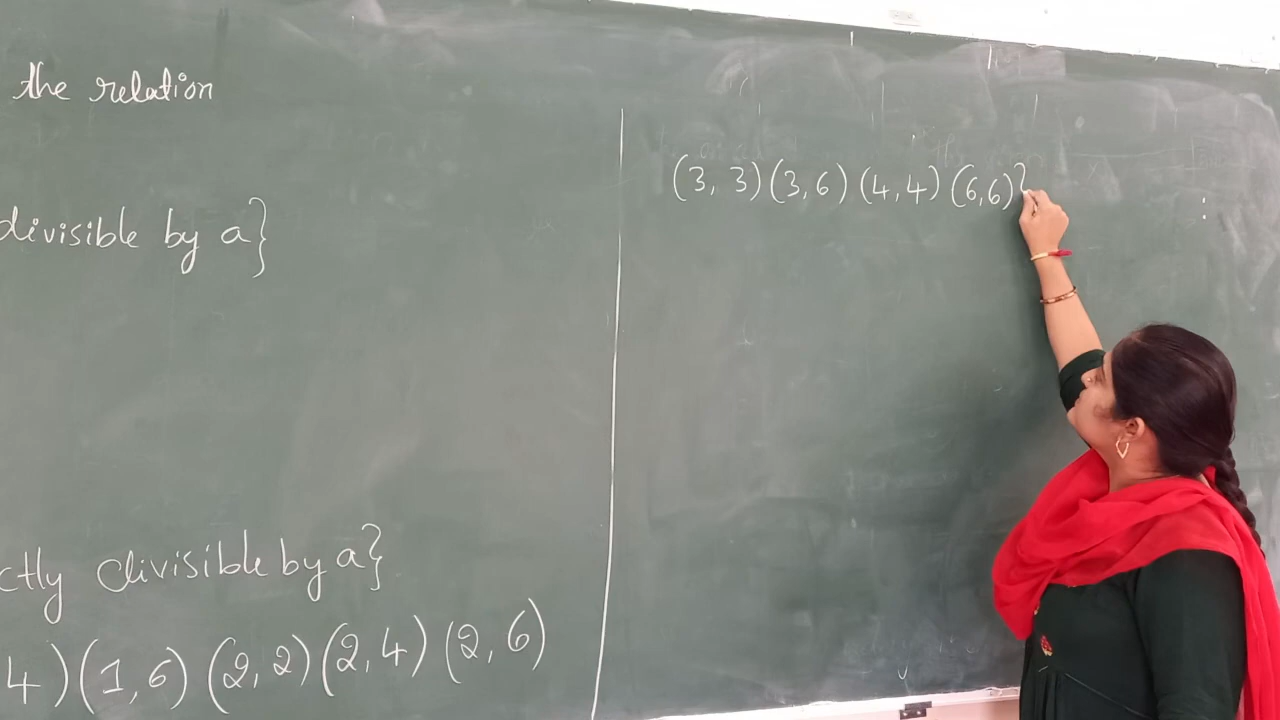 the relation
divisible by a}
ctly divisible by a}
4) (1,6) (2,2) (2,4) (2,6)
(3,3) (3,6) (4,4) (6,6)}